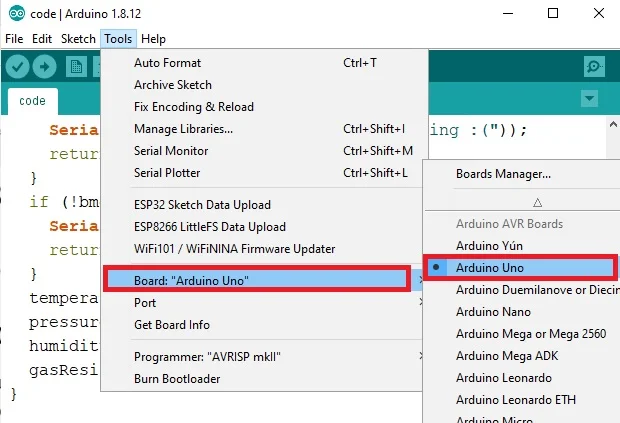 code | Arduino 1.8.12
File Edit Sketch Tools Help
code
Auto Format Ctrl+T
Archive Sketch
Fix Encoding & Reload
Manage Libraries... Ctrl+Shift+I
Serial Monitor Ctrl+Shift+M
Serial Plotter Ctrl+Shift+L
ESP32 Sketch Data Upload
ESP8266 LittleFS Data Upload
WiFi101 / WiFiNINA Firmware Updater
Board: "Arduino Uno"
Port
Get Board Info
Programmer: "AVRISP mkII"
Burn Bootloader
Boards Manager...
Arduino AVR Boards
Arduino Yún
Arduino Uno
Arduino Duemilanove or Diecim
Arduino Nano
Arduino Mega or Mega 2560
Arduino Mega ADK
Arduino Leonardo
Arduino Leonardo ETH
Arduino Micro
Seria ing :("));
retur
}
if (!bm
Seria
retur
}
tempera
pressur
humidit
gasResi
}